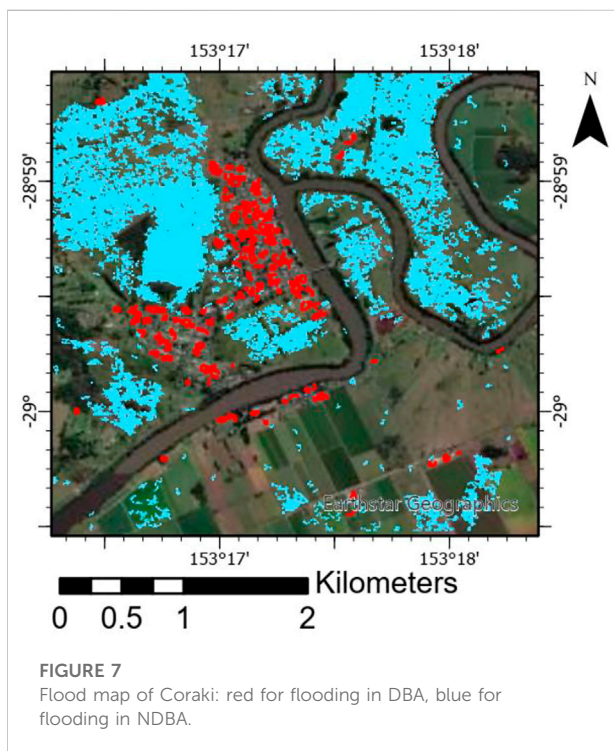 153°17' 153°18'
N
-28°59' -28°59'
-29° -29°
Earthstar Geographics
153°17' 153°18'
Kilometers
0 0.5 1 2
FIGURE 7
Flood map of Coraki: red for flooding in DBA, blue for
flooding in NDBA.